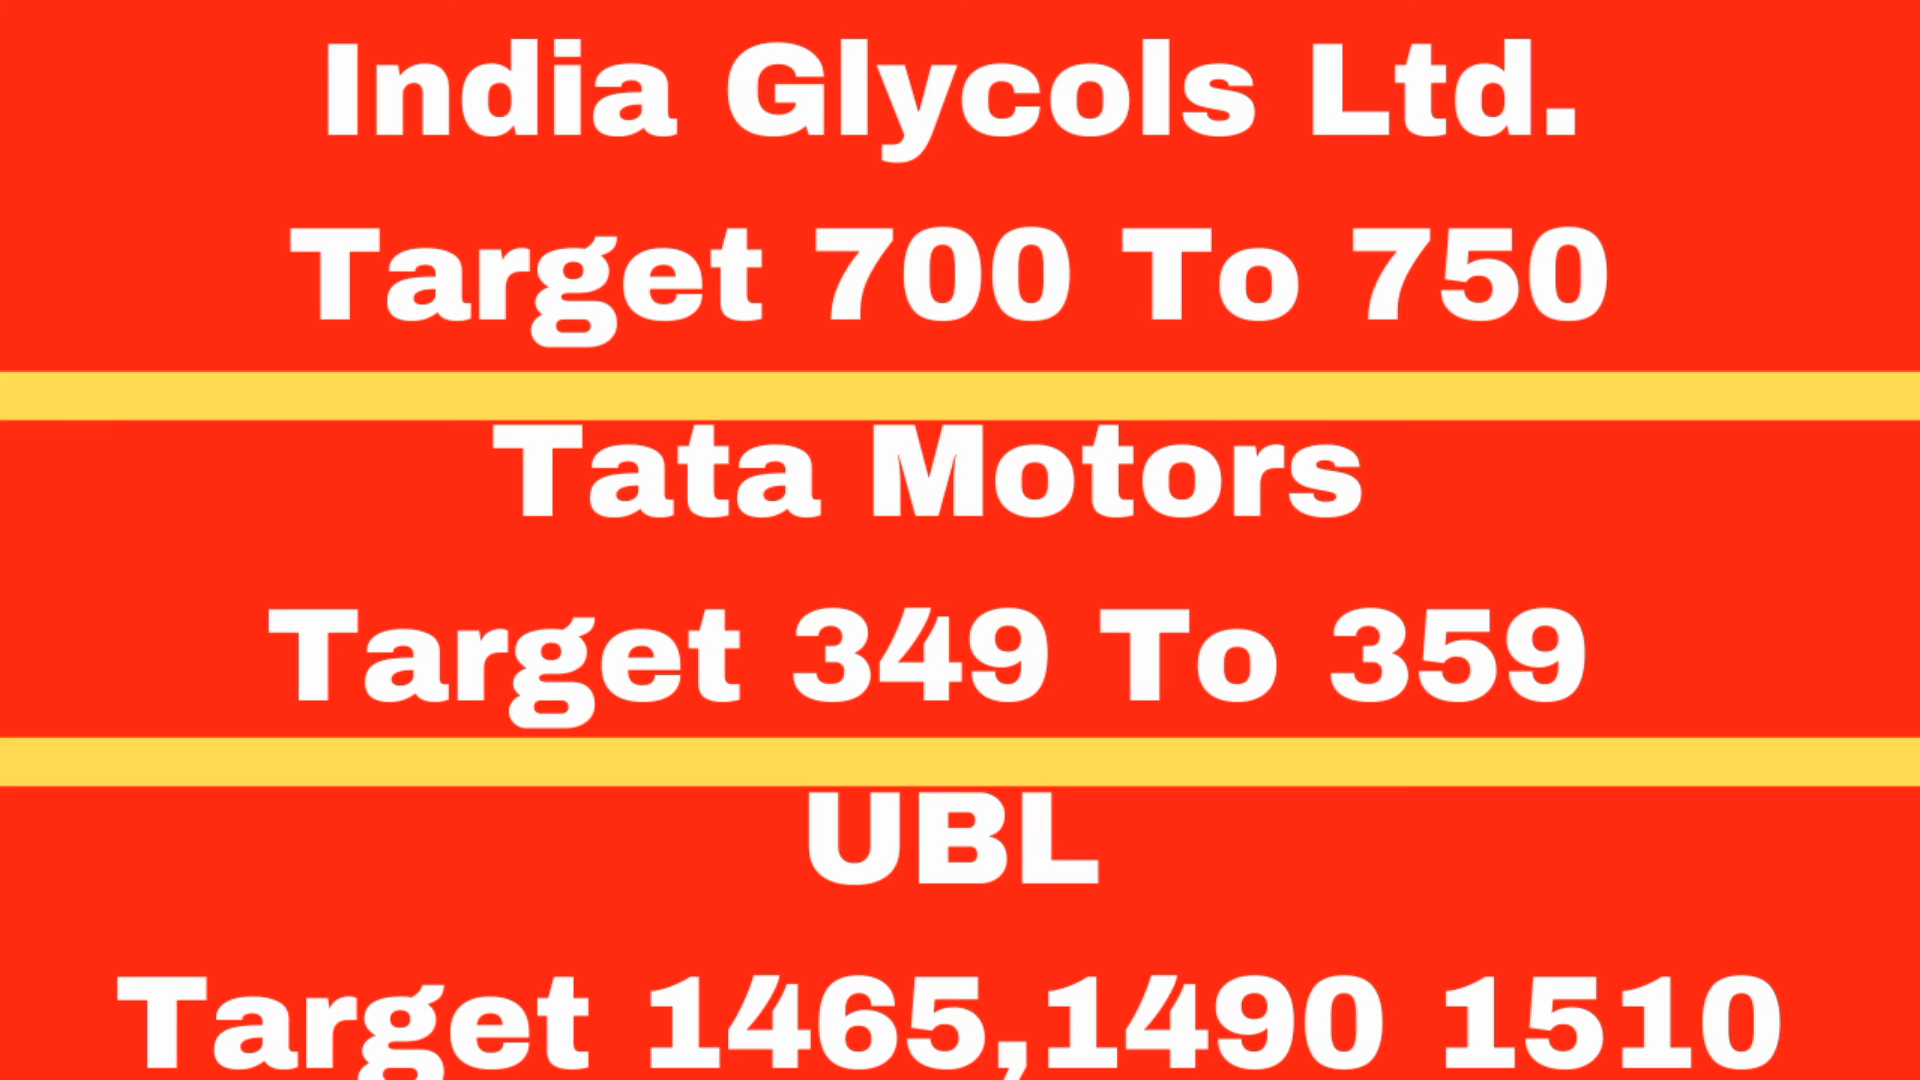 India Glycols Ltd.
Target 700 To 750
Tata Motors
Target 349 To 359
UBL
Target 1465,1490 1510